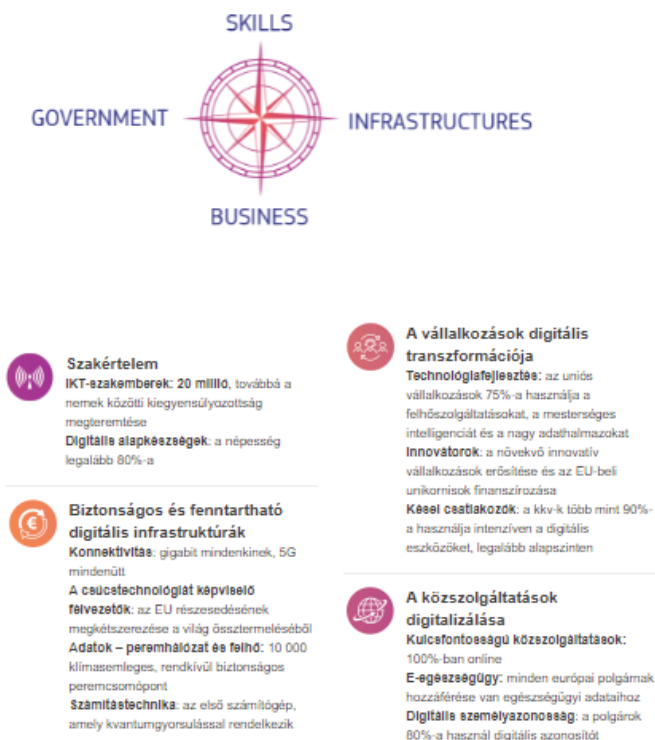 SKILLS
GOVERNMENT
INFRASTRUCTURES
BUSINESS
Szakértelem
IKT-szakemberek: 20 millió, továbbá a
nemek közötti kiegyensúlyozottság
megteremtése
Digitális alapkészségek: a népesség
legalább 80%-a
Biztonságos és fenntartható
digitális infrastruktúrák
Konnektivitás: gigabit mindenkinek, 5G
mindenütt
A csúcstechnológiát képviselő
félvezetők: az EU részesedésének
megkétszerezése a világ össztermeléséből
Adatok – peremhálózat és felhő: 10 000
klímasemleges, rendkívül biztonságos
peremcsomópont
Számítástechnika: az első számítógép,
amely kvantumgyorsulással rendelkezik
A vállalkozások digitális
transzformációja
Technológiafejlesztés: az uniós
vállalkozások 75%-a használja a
felhőszolgáltatásokat, a mesterséges
intelligenciát és a nagy adathalmazokat
Innovátorok: a növekvő innovatív
vállalkozások erősítése és az EU-beli
unikornisok finanszírozása
Kései csatlakozók: a kkv-k több mint 90%-
a használja intenzíven a digitális
eszközöket, legalább alapszinten
A közszolgáltatások
digitalizálása
Kulcsfontosságú közszolgáltatások:
100%-ban online
E-egészségügy: minden európai polgárnak
hozzáférése van egészségügyi adataihoz
Digitális személyazonosság: a polgárok
80%-a használ digitális azonosítót